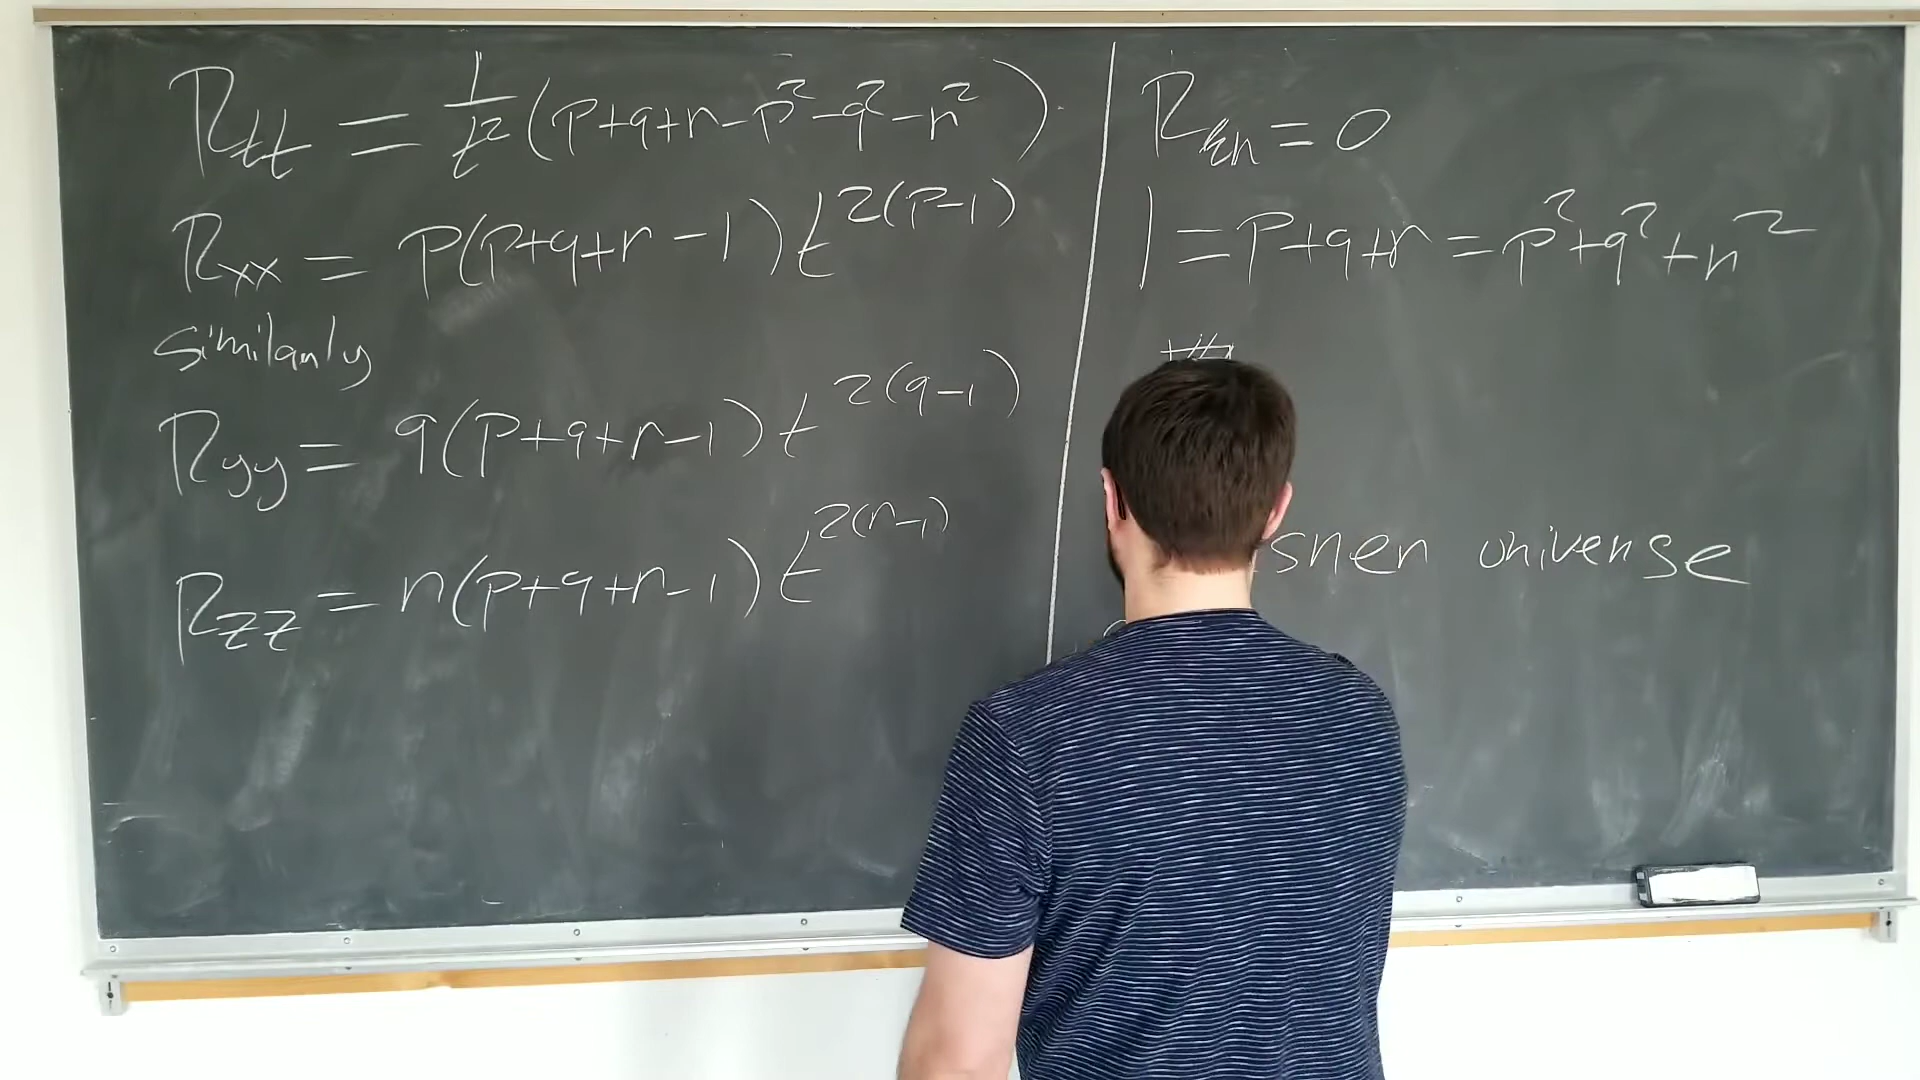 R_tt = 1/t² (p+q+r-p²-q²-r²)
R_xx = p(p+q+r-1)t^2(p-1)
similarly
R_yy = q(p+q+r-1)t^2(q-1)
R_zz = r(p+q+r-1)t^2(r-1)
= 0
1 = p+q+r = p²+q²+r²
sner universe